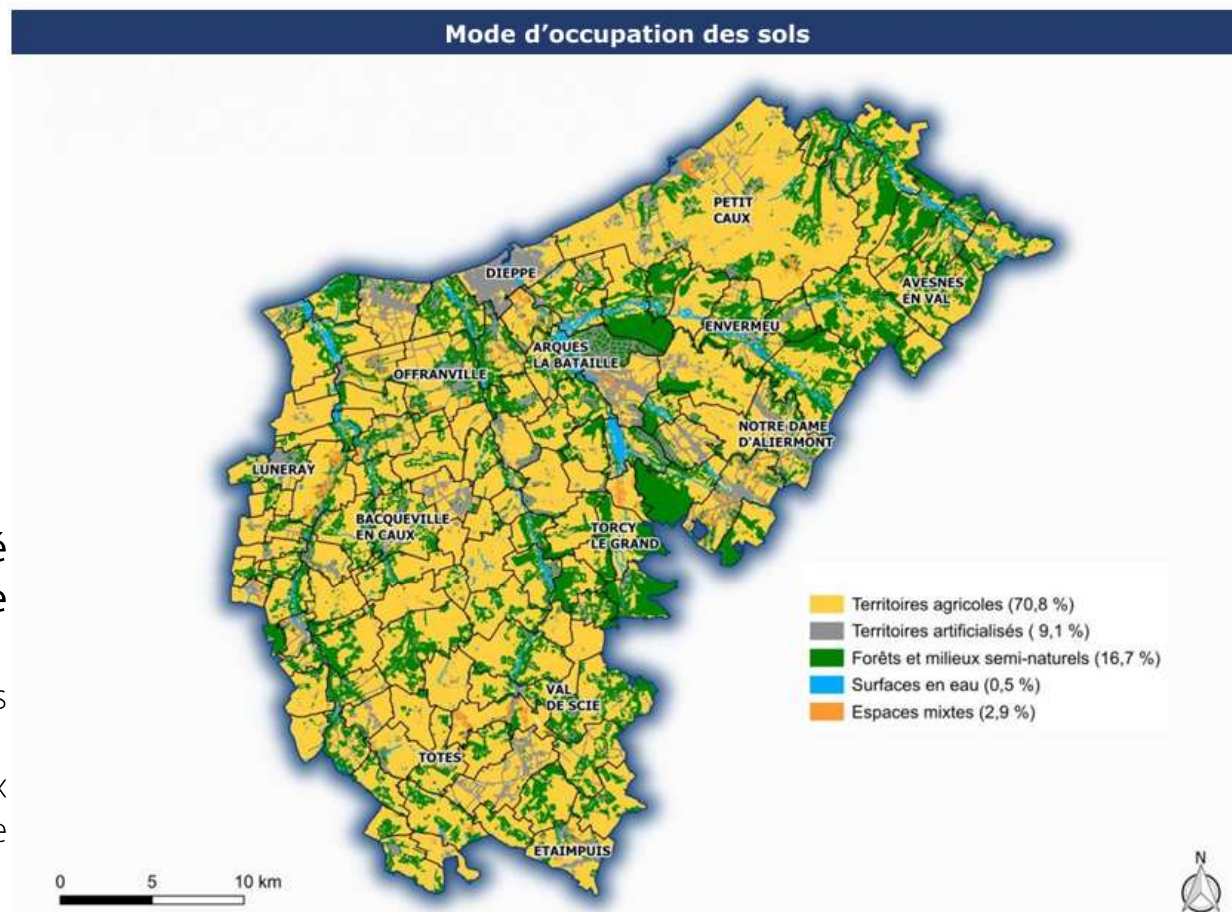 Mode d'occupation des sols
PETIT
CAUX
DIEPPE
AVESNES
EN VAL
ENVERMEU
ARQUES
LA BATAILLE
OFFRANVILLE
NOTRE DAME
D'ALIERMONT
LUNERAY
BACQUEVILLE
EN CAUX
TORCY
LE GRAND
é
e
s
x
e
Territoires agricoles (70,8 %)
Territoires artificialisés ( 9,1 %)
Forêts et milieux semi-naturels (16,7 %)
Surfaces en eau (0,5 %)
Espaces mixtes (2,9 %)
VAL
DE SCIE
TOTES
ETAIMPUIS
0 5 10 km
N